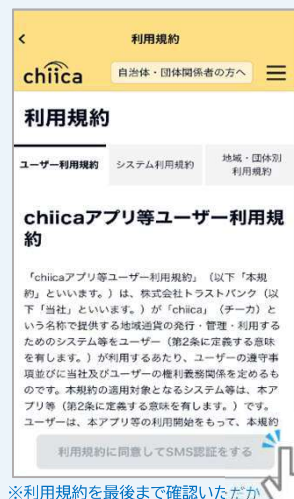 利用規約
chiica
自治体・団体関係者の方へ
利用規約
ユーザー利用規約
システム利用規約
地域・団体別
利用規約
chiicaアプリ等ユーザー利用規
約
「chiicaアプリ等ユーザー利用規約」（以下「本規
約」といいます。）は、株式会社トラストバンク（以
下「当社」といいます。）が「chiica」（チーカ）と
いう名称で提供する地域通貨の発行・管理・利用する
ためのシステム等をユーザー（第2条に定義する意味
を有します。）が利用するあたり、ユーザーの遵守事
項並びに当社及びユーザーの権利義務関係を定めるも
のです。本規約の適用対象となるシステム等は、本ア
プリ等（第2条に定義する意味を有します。）です。
ユーザーは、本アプリ等の利用開始をもって、本規約
利用規約に同意してSMS認証をする
※利用規約を最後まで確認いただか